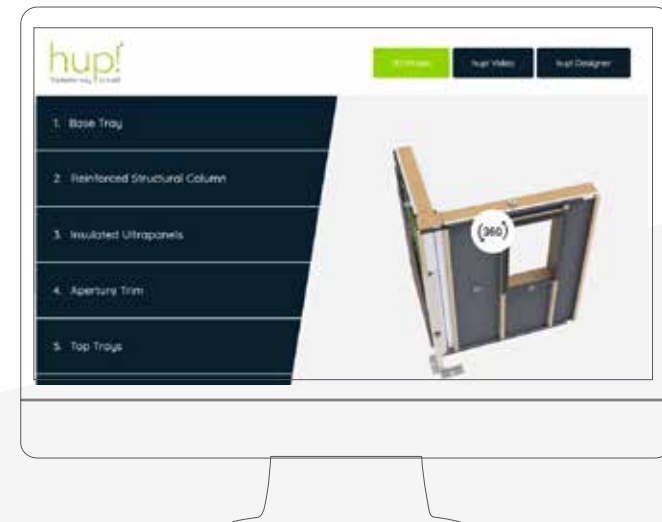 hup!
hup! Video
hup! Designer
1. Base Tray
2. Reinforced Structural Column
3. Insulated Ultrapanels
4. Aperture Trim
5. Top Trays
360